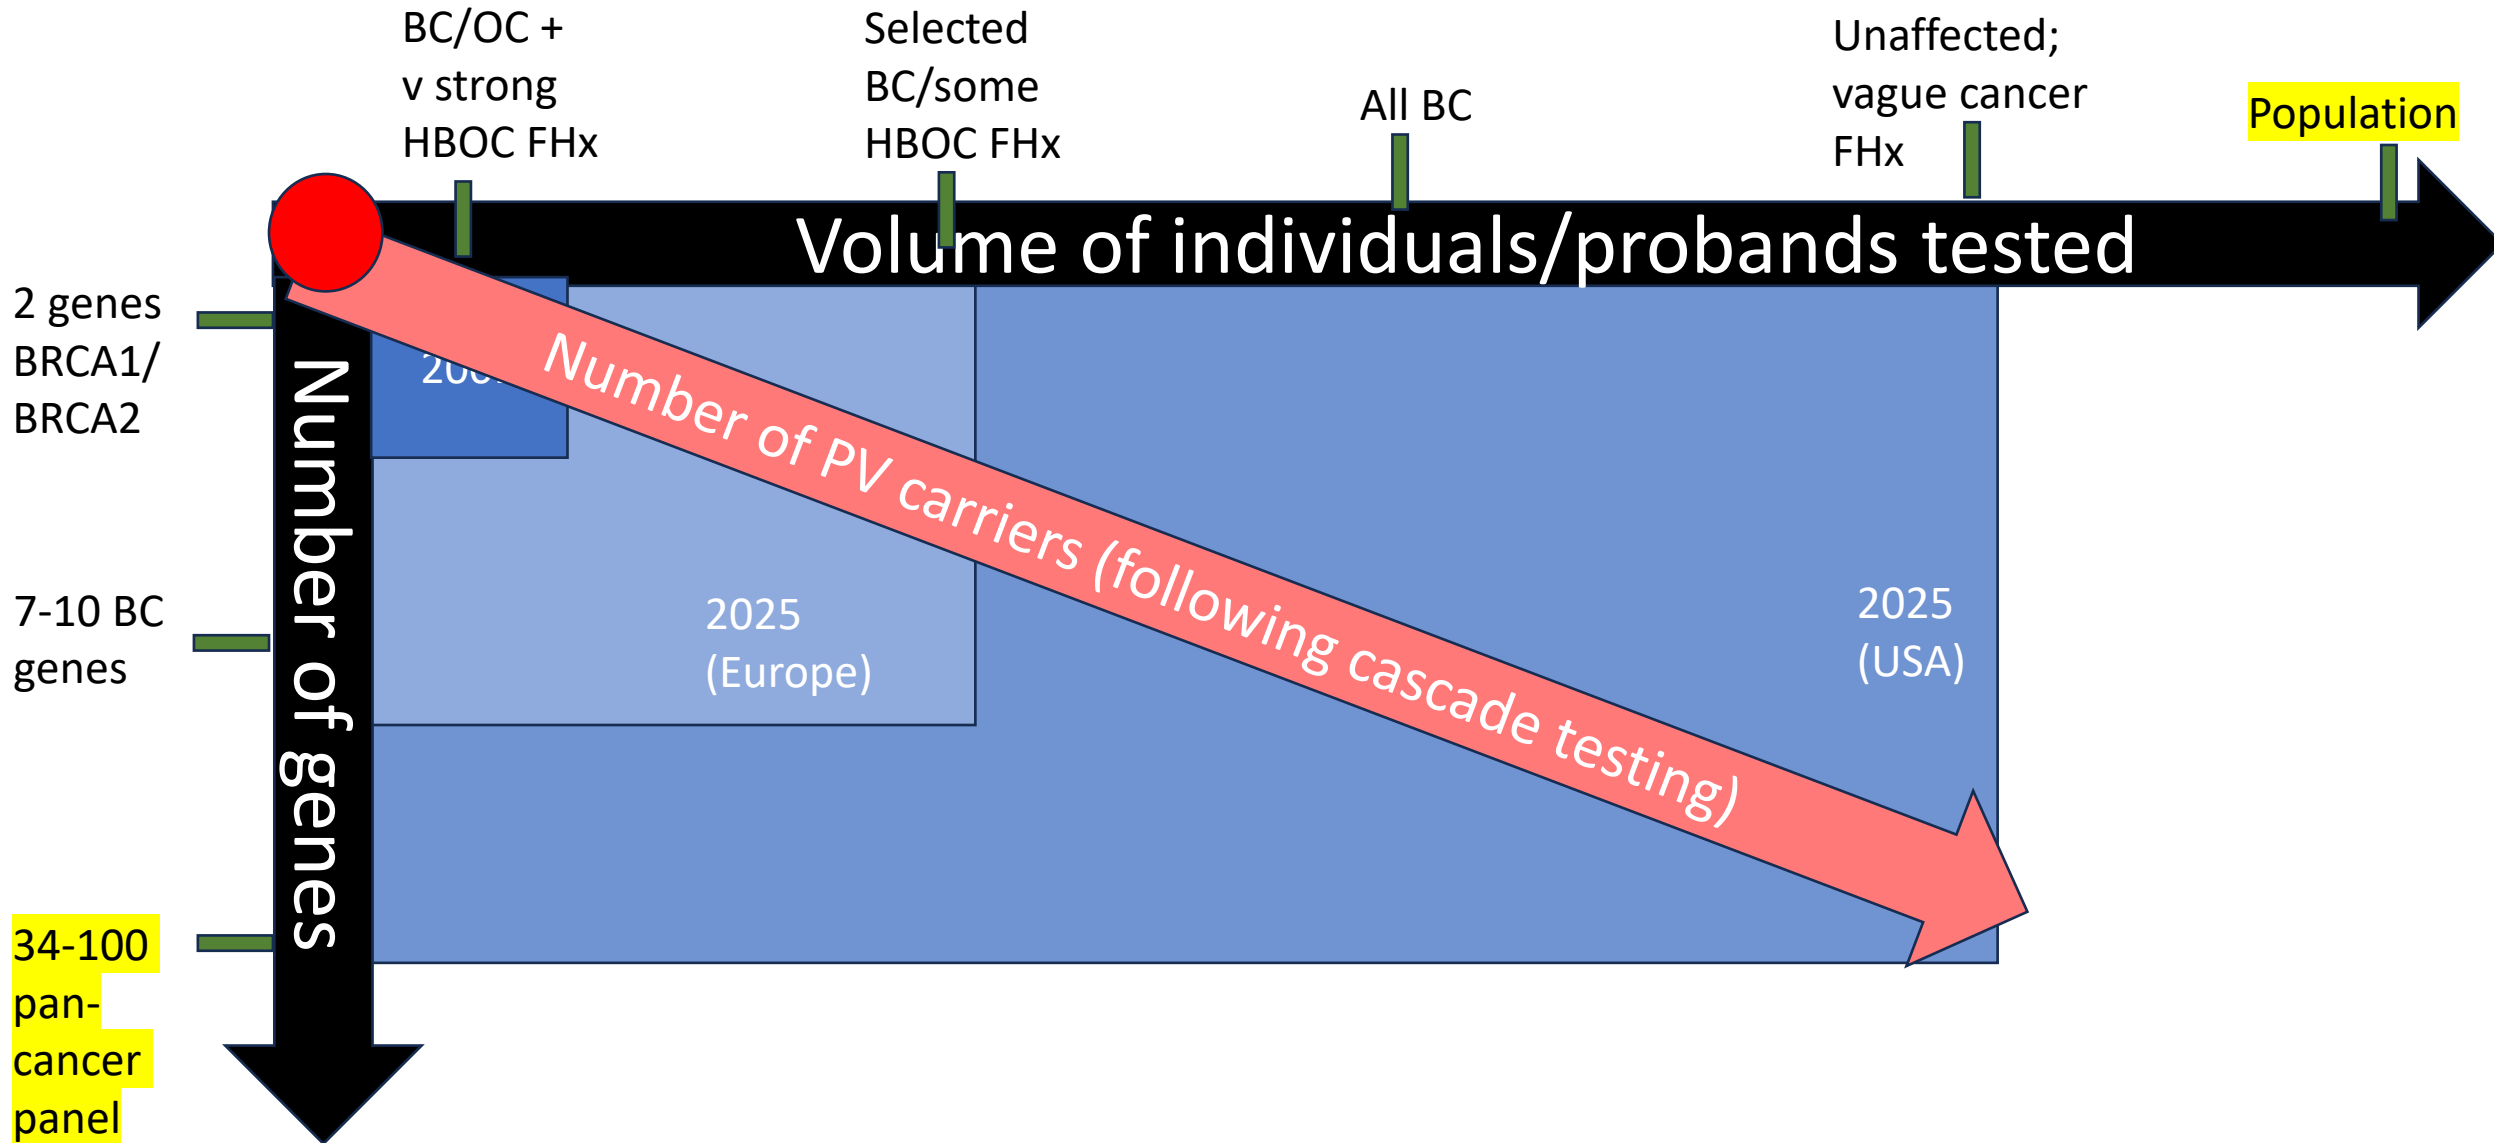 BC/OC +
v strong
HBOC FHx
Selected
BC/some
HBOC FHx
All BC
Unaffected;
vague cancer
FHx
Population
Volume of individuals/probands tested
2 genes
BRCA1/
BRCA2
7-10 BC
genes
34-100
pan-
cancer
panel
Number of genes
Number of PV carriers (following cascade testing)
2025
(Europe)
2025
(USA)